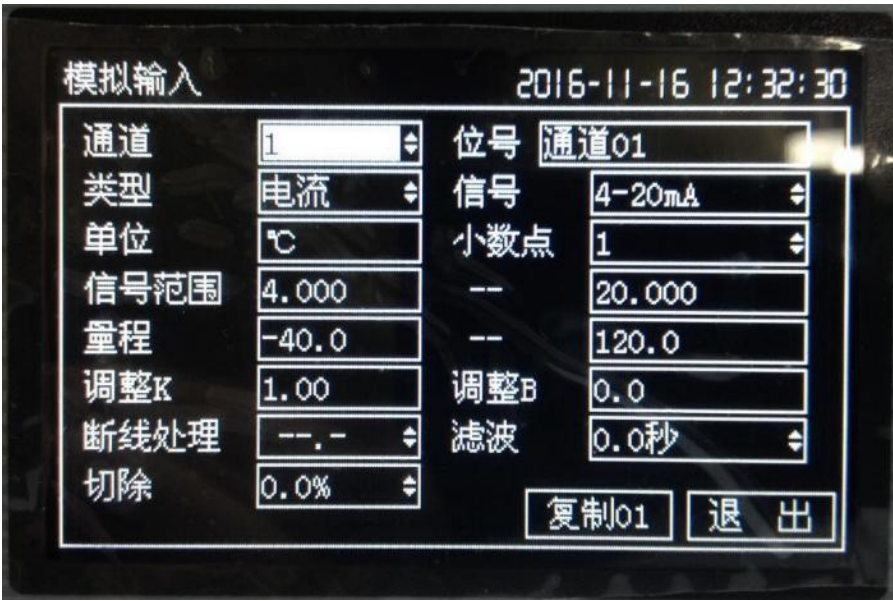 模拟输入 2016-11-16 12:32:30
通道 1 位号 通道01
类型 电流 信号 4-20mA
单位 ℃ 小数点 1
信号范围 4.000 -- 20.000
量程 -40.0 -- 120.0
调整K 1.00 调整B 0.0
断线处理 --.- 滤波 0.0秒
切除 0.0%
复制01 退 出